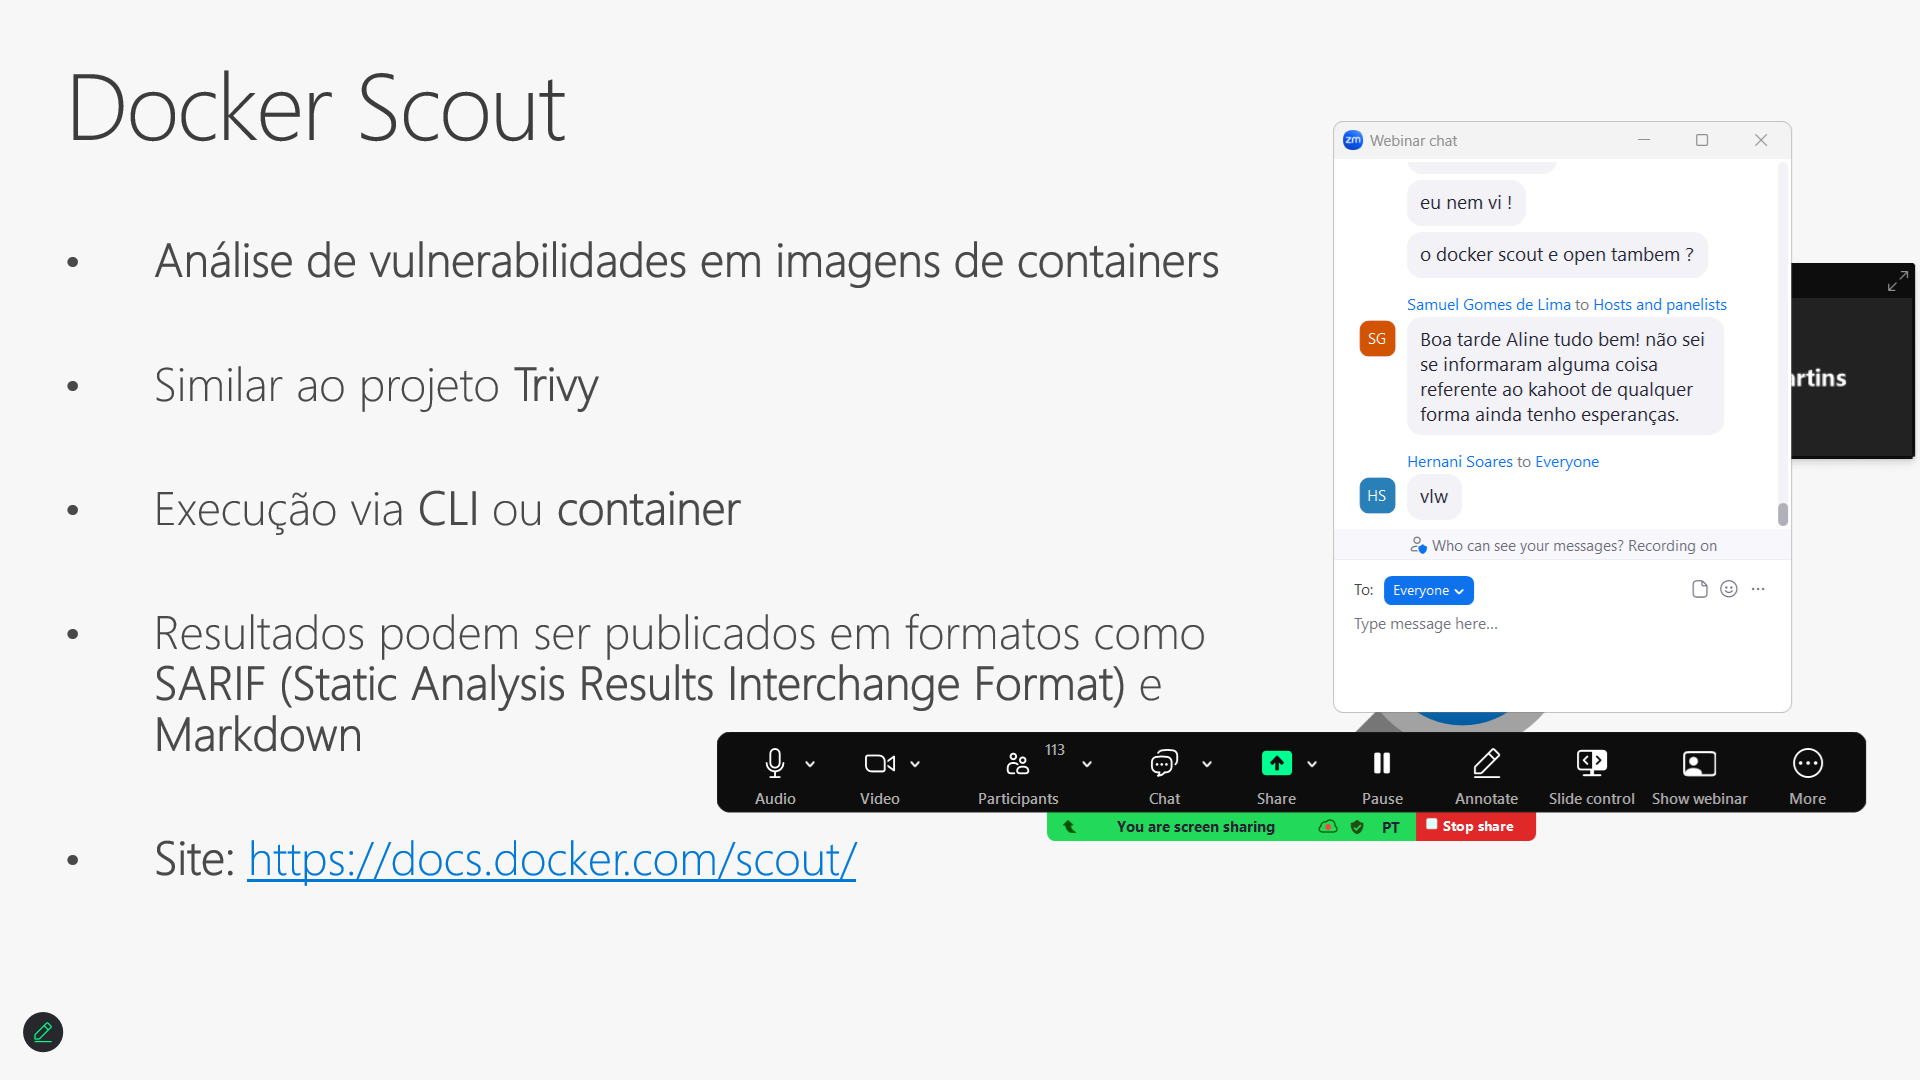 Docker Scout
• Análise de vulnerabilidades em imagens de containers
• Similar ao projeto Trivy
• Execução via CLI ou container
• Resultados podem ser publicados em formatos como
SARIF (Static Analysis Results Interchange Format) e
Markdown
• Site: https://docs.docker.com/scout/
zm Webinar chat
eu nem vi !
o docker scout e open tambem ?
Samuel Gomes de Lima to Hosts and panelists
SG
Boa tarde Aline tudo bem! não sei
se informaram alguma coisa
referente ao kahoot de qualquer
forma ainda tenho esperanças.
Hernani Soares to Everyone
HS
vlw
Who can see your messages? Recording on
To: Everyone
Type message here...
artins
113
Audio Video Participants Chat Share Pause Annotate Slide control Show webinar More
You are screen sharing PT Stop share